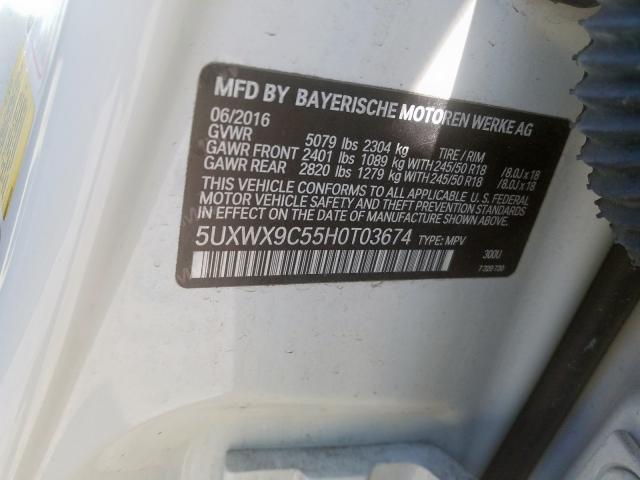 MFD BY BAYERISCHE MOTOREN WERKE AG
06/2016
GVWR 5079 lbs 2304 kg TIRE / RIM
GAWR FRONT 2401 lbs 1089 kg WITH 245/50 R18 /8.0J x 18
GAWR REAR 2820 lbs 1279 kg WITH 245/50 R18 /8.0J x 18
THIS VEHICLE CONFORMS TO ALL APPLICABLE U.S. FEDERAL
MOTOR VEHICLE SAFETY AND THEFT PREVENTION STANDARDS
IN EFFECT ON THE DATE OF MANUFACTURE SHOWN ABOVE.
5UXWX9C55H0T03674 TYPE: MPV
300U